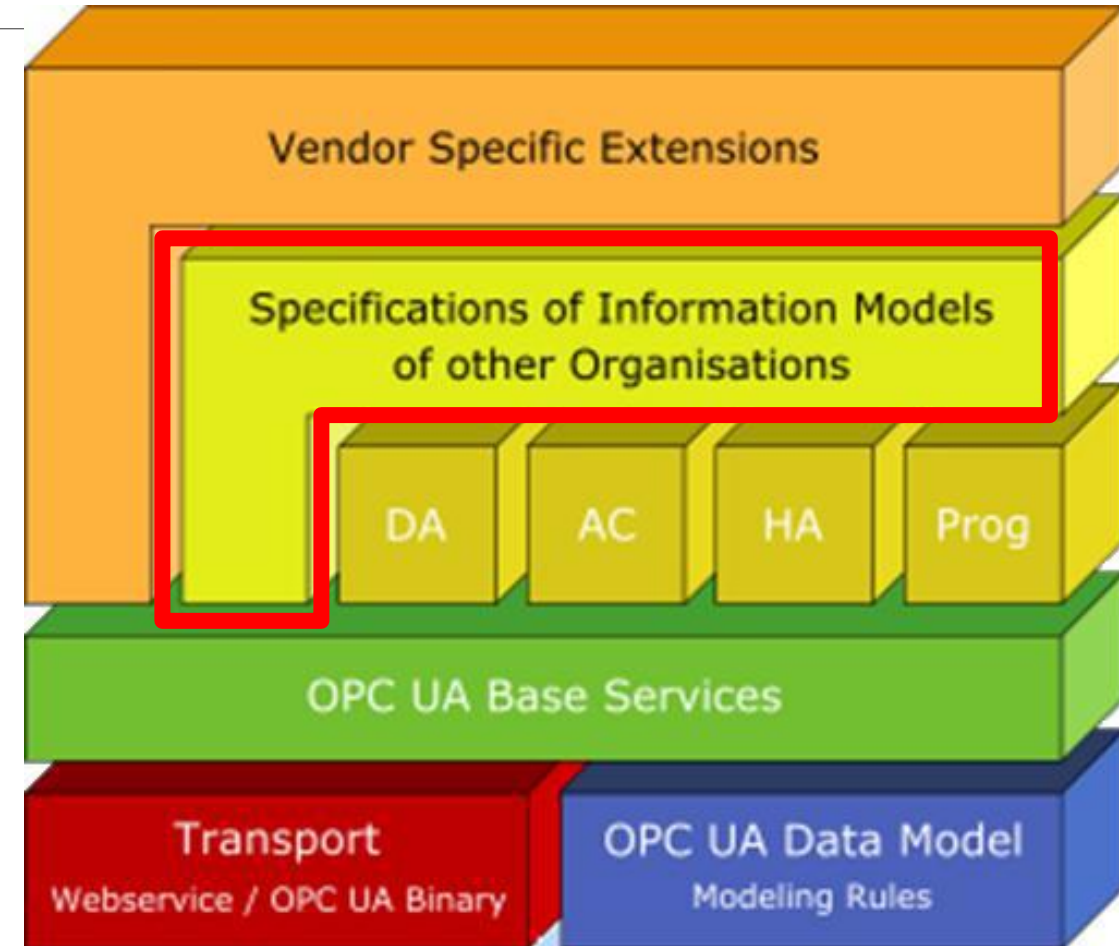 Vendor Specific Extensions
Specifications of Information Models
of other Organisations
DA
AC
HA
Prog
OPC UA Base Services
Transport
Webservice / OPC UA Binary
OPC UA Data Model
Modeling Rules